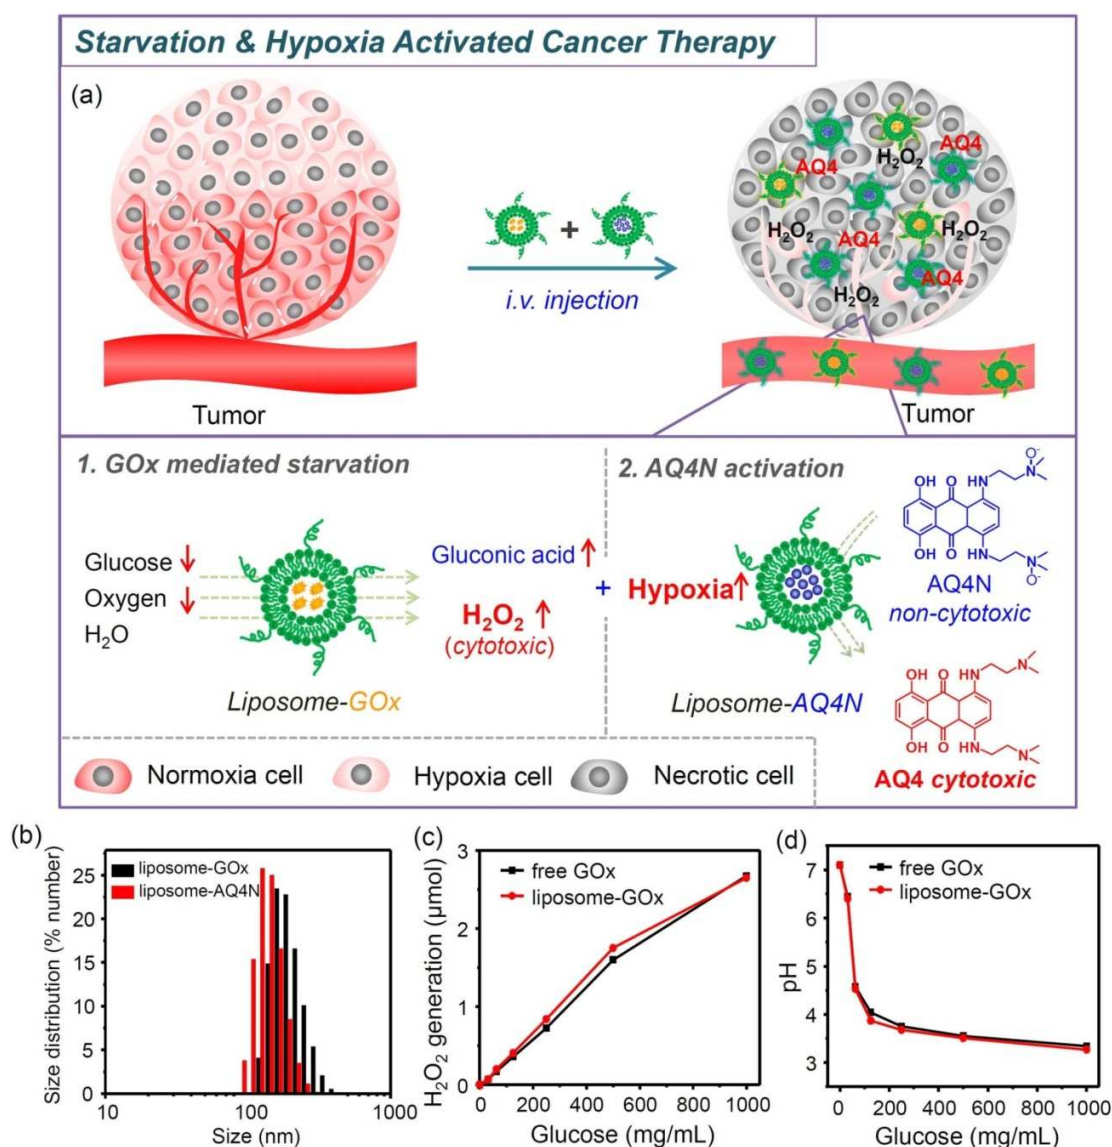 Starvation & Hypoxia Activated Cancer Therapy
(a)
+
i.v. injection
Tumor
H₂O₂
AQ4
AQ4
H₂O₂
AQ4
H₂O₂
H₂O₂
AQ4
Tumor
1. GOx mediated starvation
Glucose ↓
Oxygen ↓
H₂O
Gluconic acid ↑
H₂O₂ ↑
(cytotoxic)
Liposome-GOx
+
2. AQ4N activation
Hypoxia ↑
Liposome-AQ4N
OH O HN N O⁻
OH O HN N O⁻
AQ4N
non-cytotoxic
OH O HN N
OH O HN N
AQ4 cytotoxic
Normoxia cell
Hypoxia cell
Necrotic cell
(b)
liposome-GOx
liposome-AQ4N
Size distribution (% number)
25
20
15
10
5
0
10 100 1000
Size (nm)
(c)
free GOx
liposome-GOx
H₂O₂ generation (μmol)
3
2
1
0
0 200 400 600 800 1000
Glucose (mg/mL)
(d)
free GOx
liposome-GOx
pH
7
6
5
4
3
0 200 400 600 800 1000
Glucose (mg/mL)